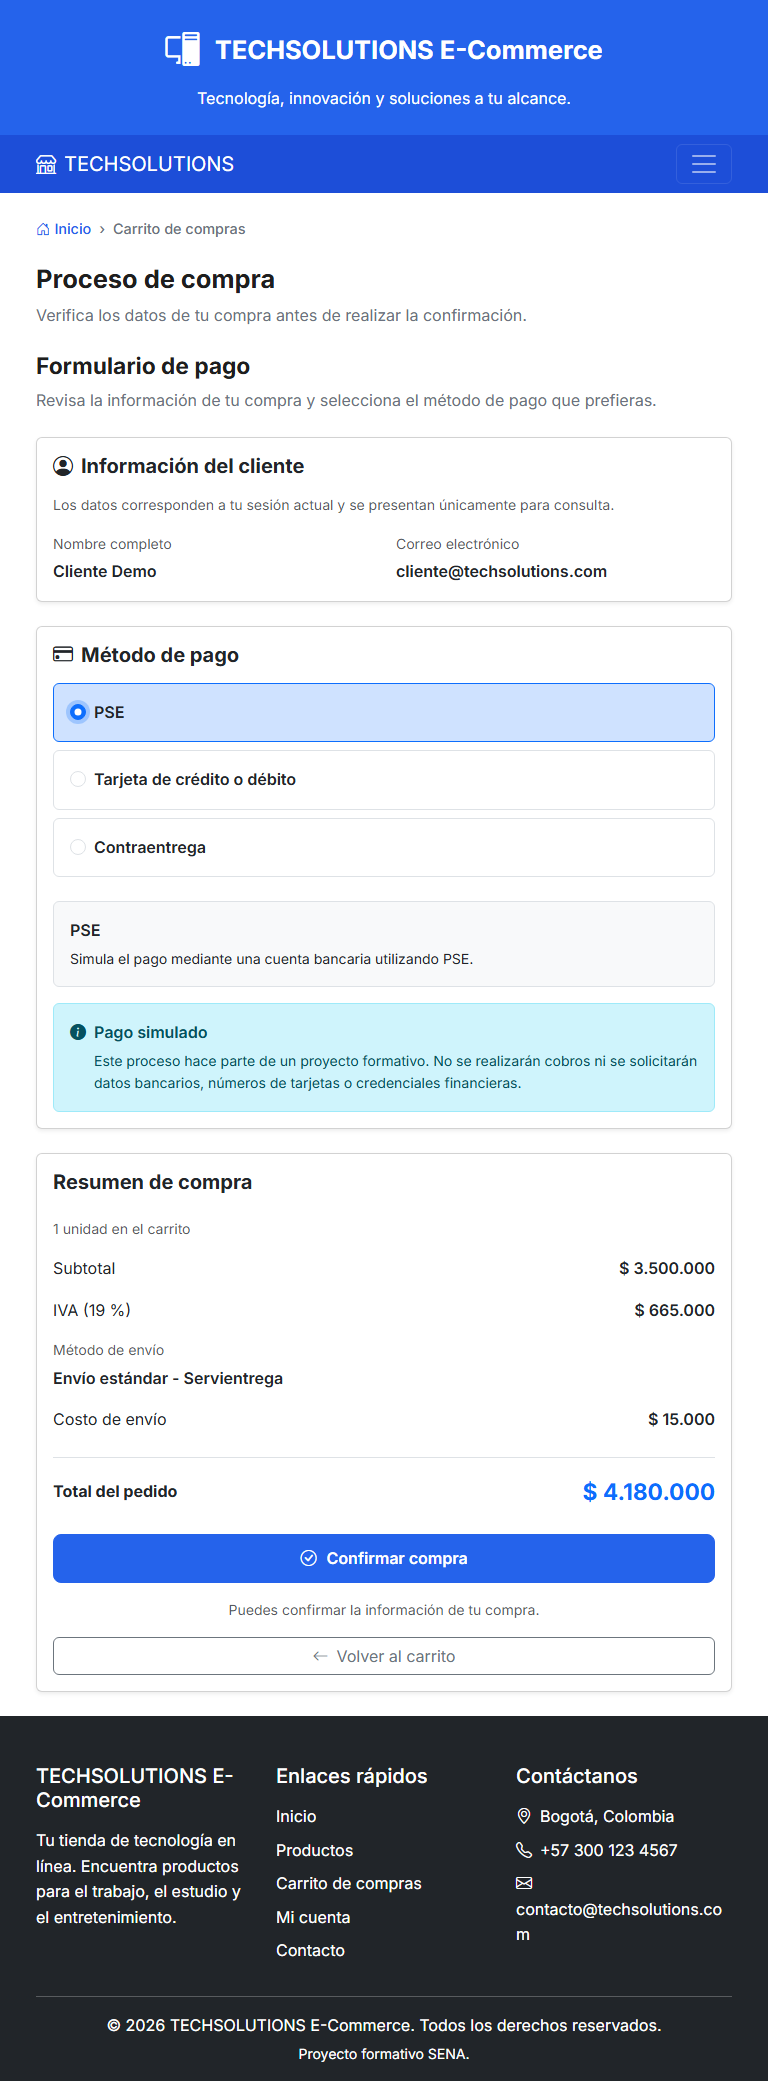 TECHSOLUTIONS E-Commerce
Tecnología, innovación y soluciones a tu alcance.
TECHSOLUTIONS
Inicio › Carrito de compras
Proceso de compra
Verifica los datos de tu compra antes de realizar la confirmación.
Formulario de pago
Revisa la información de tu compra y selecciona el método de pago que prefieras.
Información del cliente
Los datos corresponden a tu sesión actual y se presentan únicamente para consulta.
Nombre completo
Cliente Demo
Correo electrónico
cliente@techsolutions.com
Método de pago
PSE
Tarjeta de crédito o débito
Contraentrega
PSE
Simula el pago mediante una cuenta bancaria utilizando PSE.
Pago simulado
Este proceso hace parte de un proyecto formativo. No se realizarán cobros ni se solicitarán
datos bancarios, números de tarjetas o credenciales financieras.
Resumen de compra
1 unidad en el carrito
Subtotal $ 3.500.000
IVA (19 %) $ 665.000
Método de envío
Envío estándar - Servientrega
Costo de envío $ 15.000
Total del pedido $ 4.180.000
Confirmar compra
Puedes confirmar la información de tu compra.
← Volver al carrito
TECHSOLUTIONS E-
Commerce
Tu tienda de tecnología en
línea. Encuentra productos
para el trabajo, el estudio y
el entretenimiento.
Enlaces rápidos
Inicio
Productos
Carrito de compras
Mi cuenta
Contacto
Contáctanos
Bogotá, Colombia
+57 300 123 4567
contacto@techsolutions.co
m
© 2026 TECHSOLUTIONS E-Commerce. Todos los derechos reservados.
Proyecto formativo SENA.